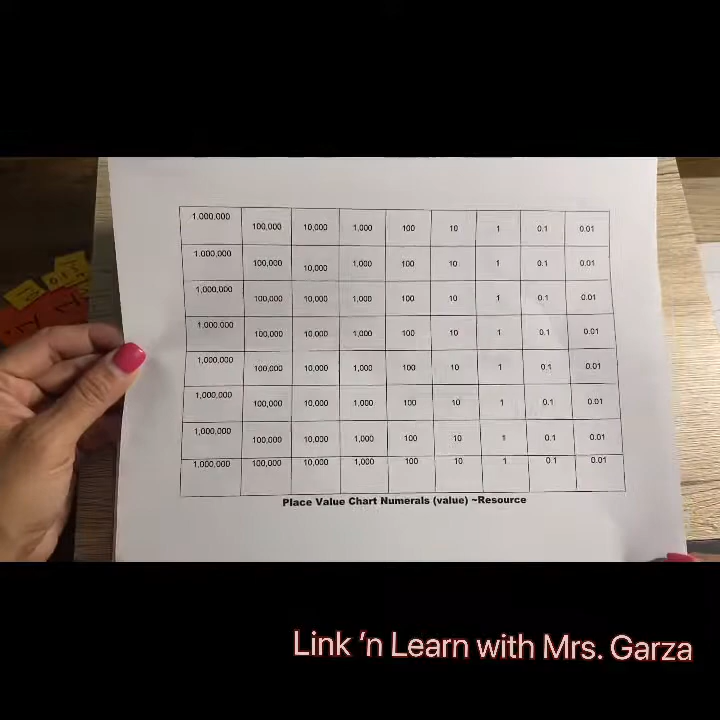 1,000,000 100,000 10,000 1,000 100 10 1 0.1 0.01
1,000,000 100,000 10,000 1,000 100 10 1 0.1 0.01
1,000,000 100,000 10,000 1,000 100 10 1 0.1 0.01
1,000,000 100,000 10,000 1,000 100 10 1 0.1 0.01
1,000,000 100,000 10,000 1,000 100 10 1 0.1 0.01
1,000,000 100,000 10,000 1,000 100 10 1 0.1 0.01
1,000,000 100,000 10,000 1,000 100 10 1 0.1 0.01
1,000,000 100,000 10,000 1,000 100 10 1 0.1 0.01
Place Value Chart Numerals (value) ~Resource
Link ‘n Learn with Mrs. Garza